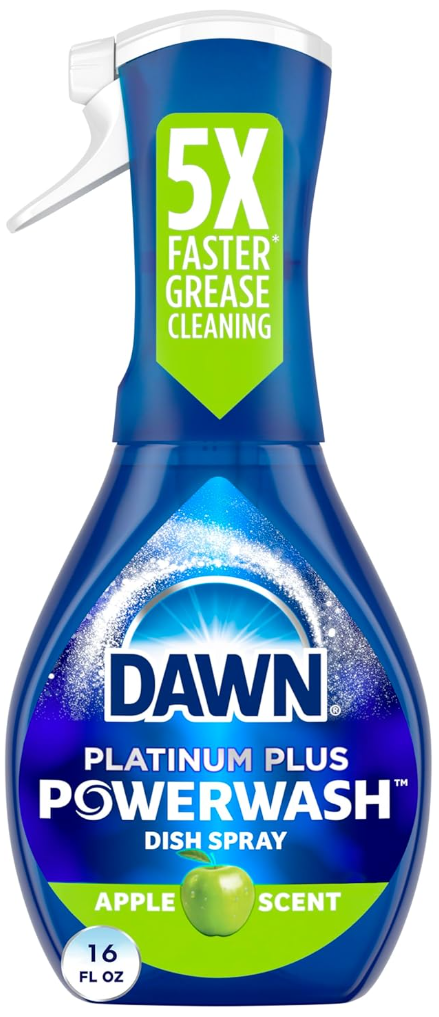 5X
FASTER*
GREASE
CLEANING
DAWN®
PLATINUM PLUS
POWERWASH™
DISH SPRAY
APPLE SCENT
16
FL OZ